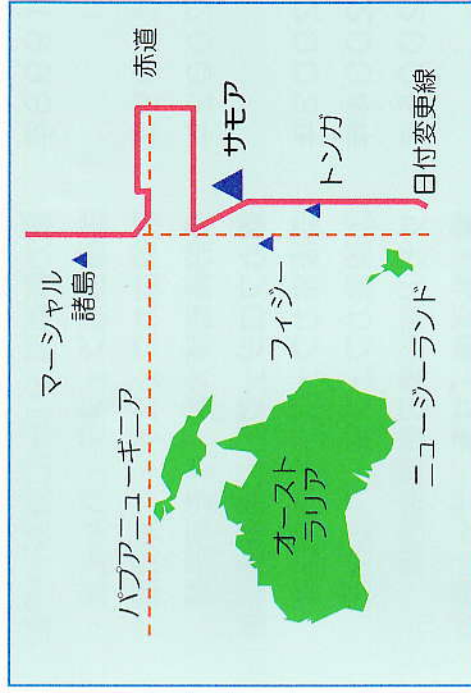 マーシャル
諸島
赤道
パプアニューギニア
サモア
フィジー
トンガ
オースト
ラリア
ニュージーランド
日付変更線